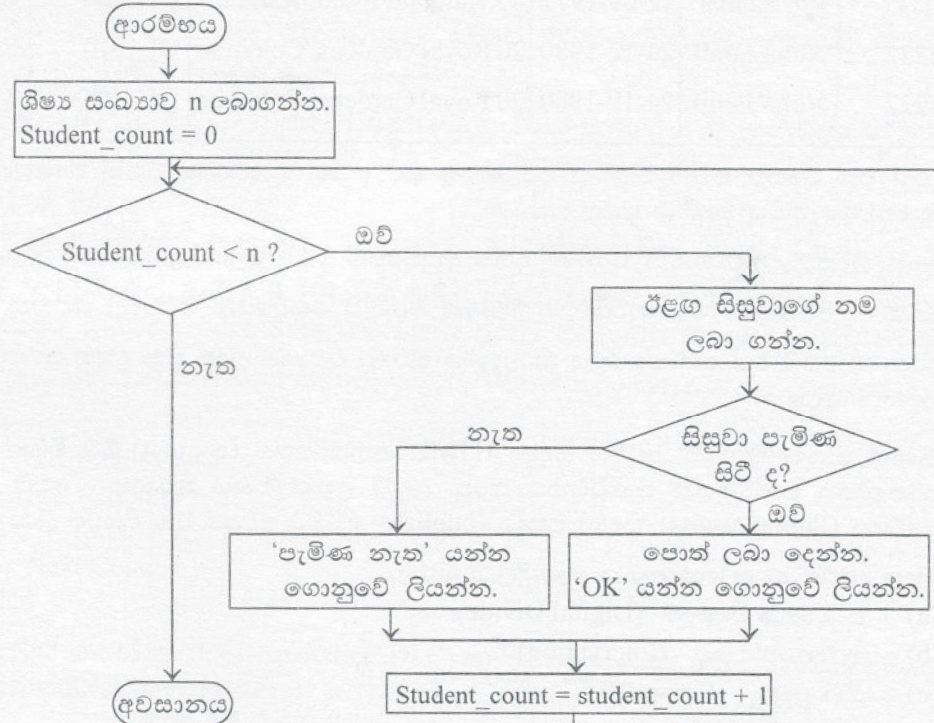 ආරම්භය
ශිෂ්‍ය සංඛ්‍යාව n ලබාගන්න.
Student_count = 0
Student_count < n ?
ඔව්
ඊළඟ සිසුවාගේ නම
ලබා ගන්න.
නැත
නැත
සිසුවා පැමිණ
සිටී ද?
ඔව්
‘පැමිණ නැත’ යන්න
ගොනුවේ ලියන්න.
පොත් ලබා දෙන්න.
‘OK’ යන්න ගොනුවේ ලියන්න.
Student_count = student_count + 1
අවසානය